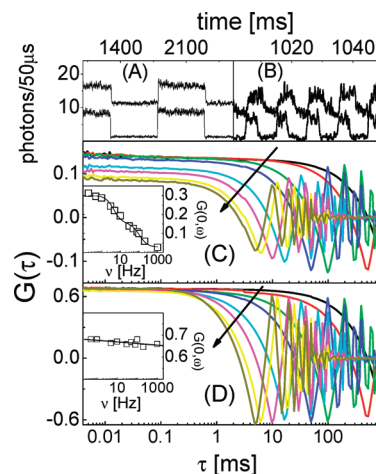 time [ms]
1400 2100 1020 1040
photons/50µs
20
10
0
(A) (B)
0.1
0.0
-0.1
G(τ)
0.3
0.2
0.1
G(0,ω)
10 1000
ν [Hz]
(C)
0.6
0.0
-0.6
0.7
0.6
G(0,ω)
10 1000
ν [Hz]
(D)
0.01 0.1 1 10 100
τ [ms]